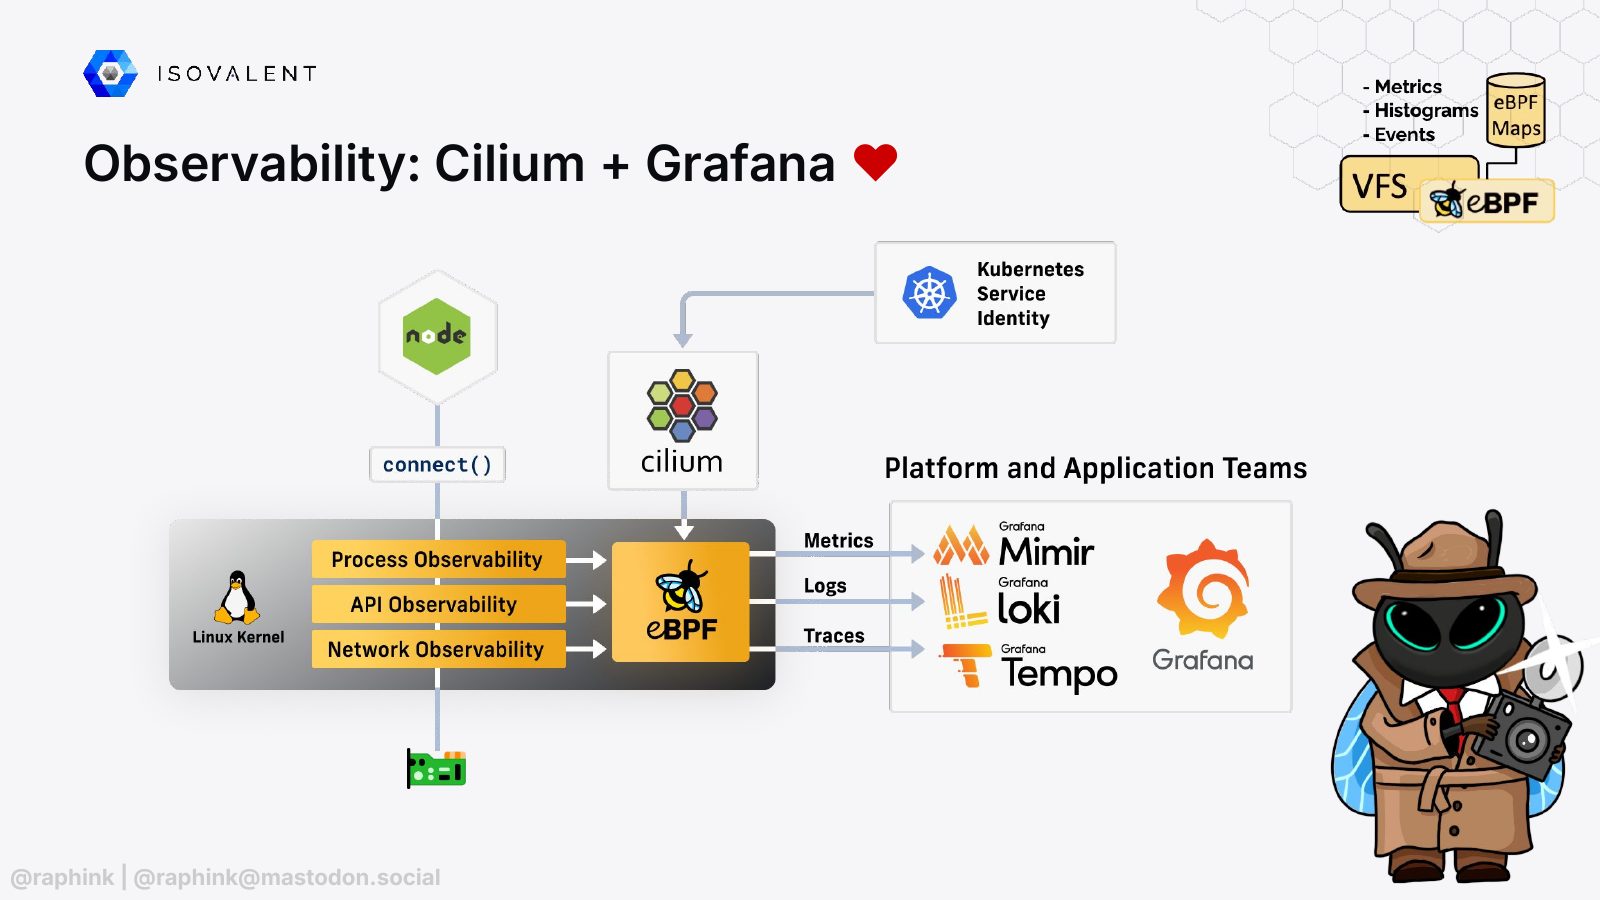 ISOVALENT
Observability: Cilium + Grafana
- Metrics
- Histograms
- Events
eBPF
Maps
VFS
eBPF
Kubernetes
Service
Identity
node
cilium
connect()
Platform and Application Teams
Linux Kernel
Process Observability
API Observability
Network Observability
eBPF
Metrics
Logs
Traces
Grafana
Mimir
Grafana
loki
Grafana
Tempo
Grafana
@raphink | @raphink@mastodon.social